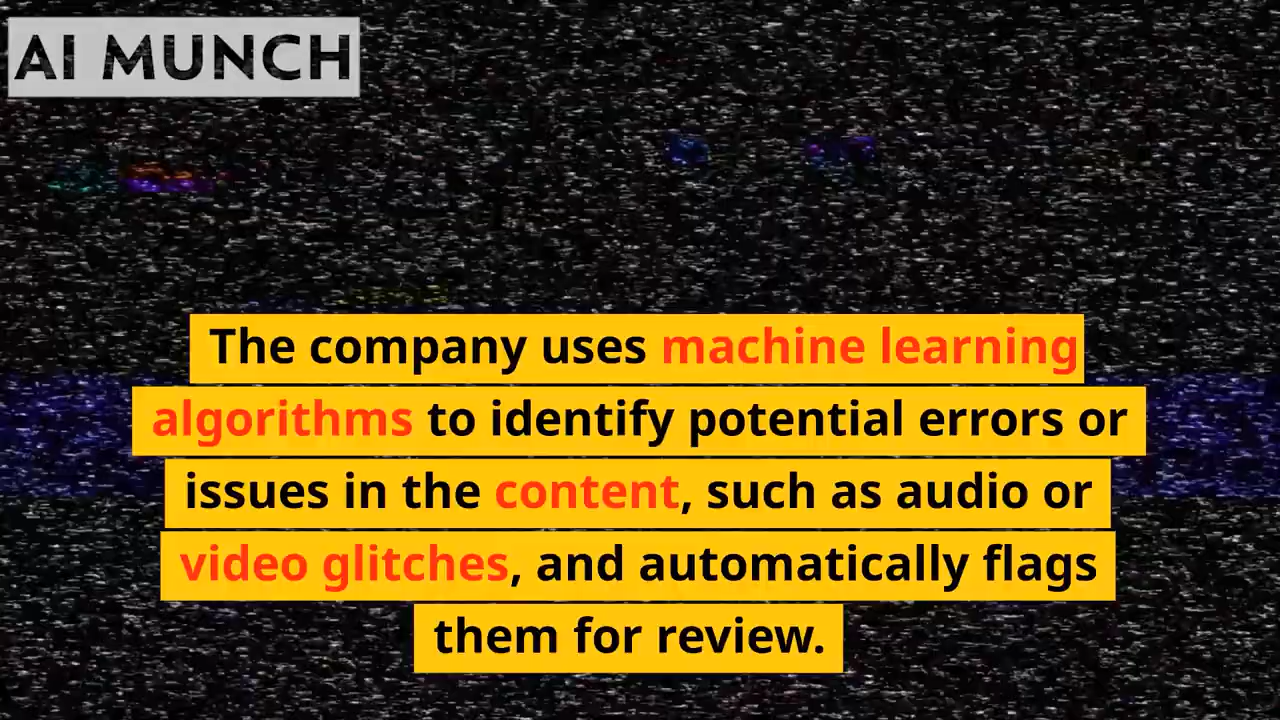 AI MUNCH
The company uses machine learning
algorithms to identify potential errors or
issues in the content, such as audio or
video glitches, and automatically flags
them for review.